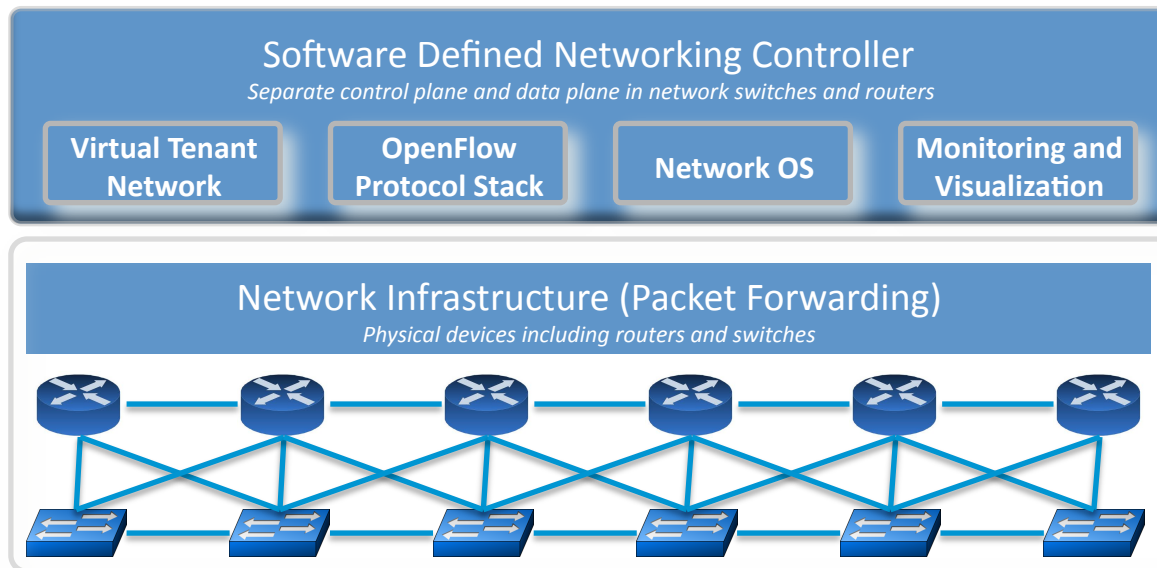 Software Defined Networking Controller
Separate control plane and data plane in network switches and routers
Virtual Tenant
Network
OpenFlow
Protocol Stack
Network OS
Monitoring and
Visualization
Network Infrastructure (Packet Forwarding)
Physical devices including routers and switches